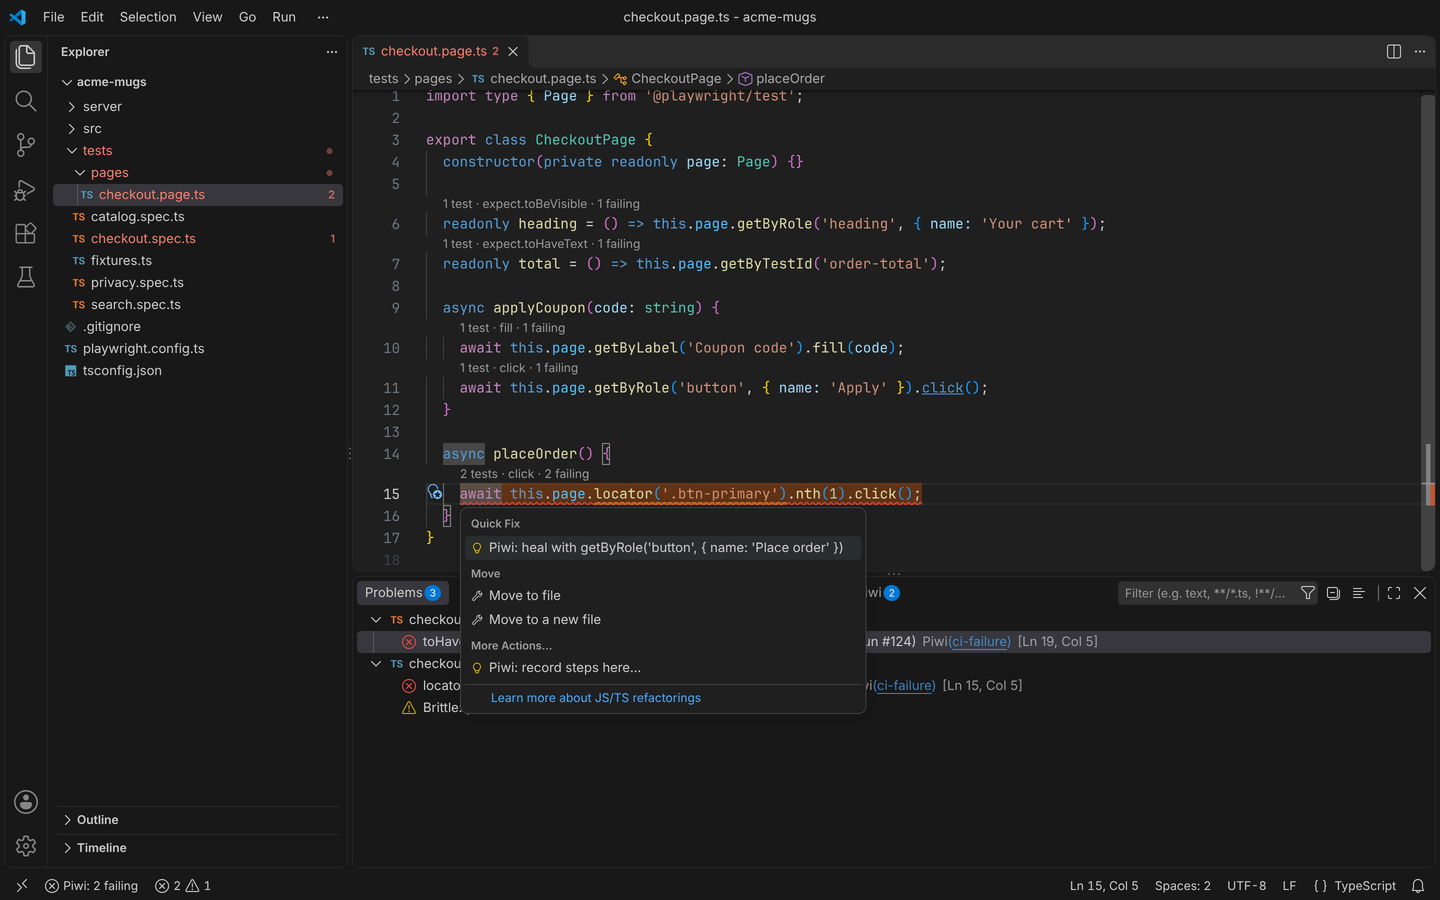 File Edit Selection View Go Run ···
checkout.page.ts - acme-mugs
Explorer
acme-mugs
server
src
tests
pages
TS checkout.page.ts 2
TS catalog.spec.ts
TS checkout.spec.ts 1
TS fixtures.ts
TS privacy.spec.ts
TS search.spec.ts
.gitignore
TS playwright.config.ts
TS tsconfig.json
Outline
Timeline
TS checkout.page.ts 2
tests > pages > TS checkout.page.ts > CheckoutPage > placeOrder
1 import type { Page } from '@playwright/test';
2
3 export class CheckoutPage {
4 constructor(private readonly page: Page) {}
5
1 test · expect.toBeVisible · 1 failing
6 readonly heading = () => this.page.getByRole('heading', { name: 'Your cart' });
1 test · expect.toHaveText · 1 failing
7 readonly total = () => this.page.getByTestId('order-total');
8
9 async applyCoupon(code: string) {
1 test · fill · 1 failing
10 await this.page.getByLabel('Coupon code').fill(code);
1 test · click · 1 failing
11 await this.page.getByRole('button', { name: 'Apply' }).click();
12 }
13
14 async placeOrder() {
2 tests · click · 2 failing
15 await this.page.locator('.btn-primary').nth(1).click();
16 }
17 }
18
Quick Fix
Piwi: heal with getByRole('button', { name: 'Place order' })
Move
Move to file
Move to a new file
More Actions...
Piwi: record steps here...
Learn more about JS/TS refactorings
Problems 3
iwi 2
Filter (e.g. text, **/*.ts, !**/...
TS checkou
toHav
un #124) Piwi(ci-failure) [Ln 19, Col 5]
TS checkou
locato
i(ci-failure) [Ln 15, Col 5]
Brittle
Piwi: 2 failing 2 1
Ln 15, Col 5 Spaces: 2 UTF-8 LF { } TypeScript